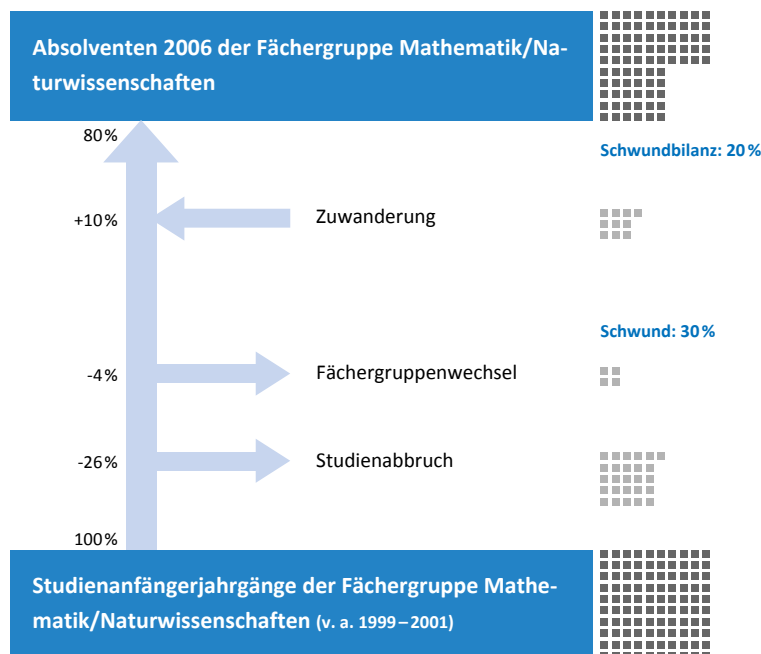 Absolventen 2006 der Fächergruppe Mathematik/Na-
turwissenschaften
80%
Schwundbilanz: 20%
+10%
Zuwanderung
Schwund: 30%
-4%
Fächergruppenwechsel
-26%
Studienabbruch
100%
Studienanfängerjahrgänge der Fächergruppe Mathe-
matik/Naturwissenschaften (v. a. 1999–2001)